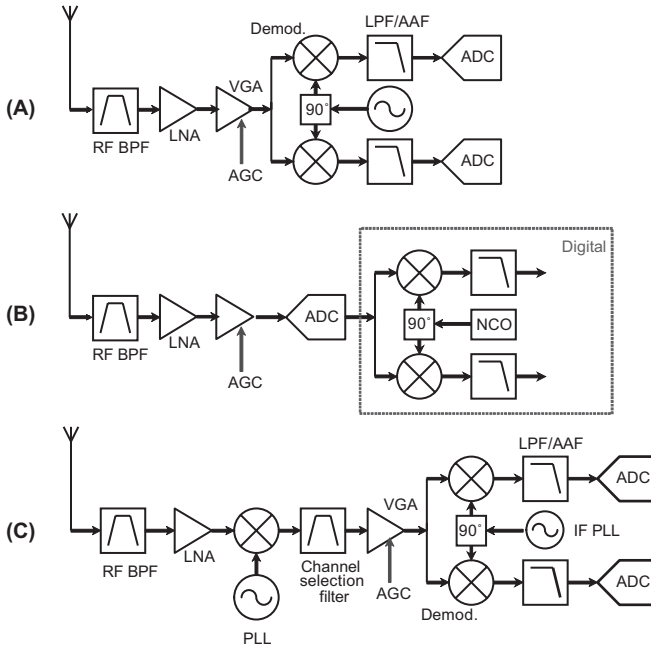 (A)
Demod.
LPF/AAF
ADC
VGA
90°
RF BPF
LNA
AGC
ADC
(B)
Digital
ADC
90°
NCO
RF BPF
LNA
AGC
(C)
LPF/AAF
ADC
VGA
90°
IF PLL
RF BPF
LNA
Channel
selection
filter
AGC
Demod.
ADC
PLL